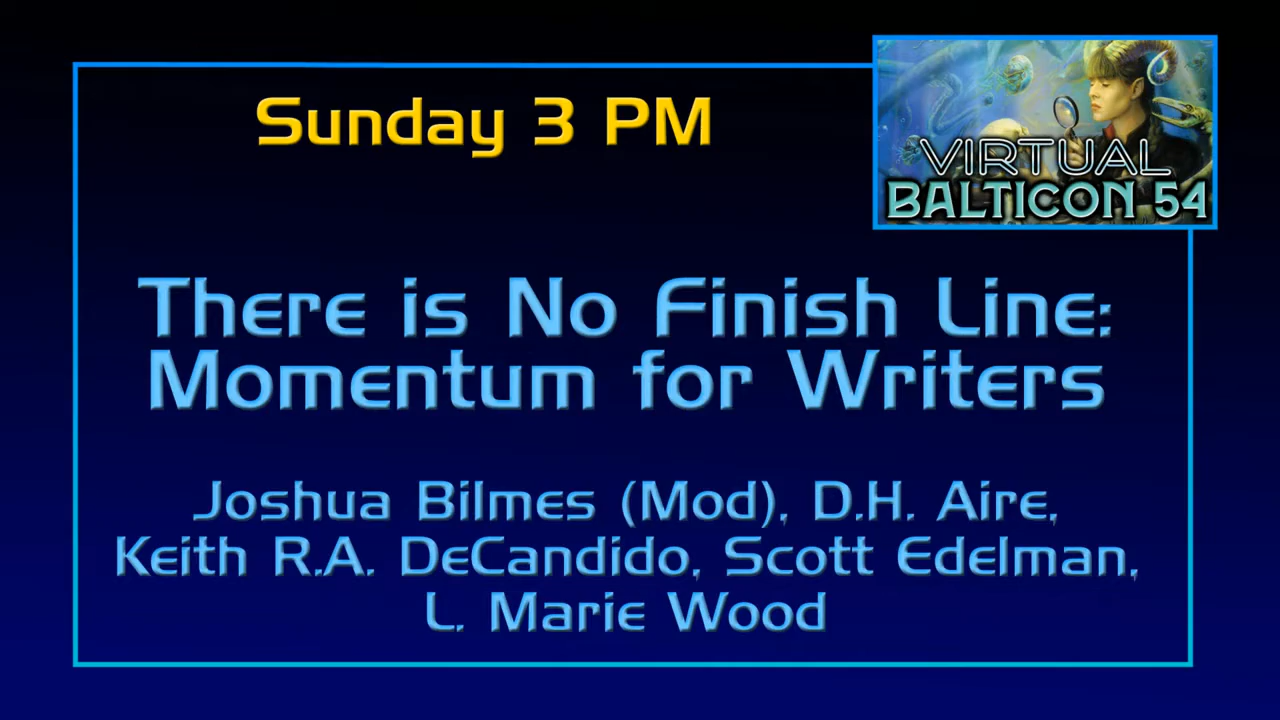 Sunday 3 PM
VIRTUAL
BALTICON 54
There is No Finish Line:
Momentum for Writers
Joshua Bilmes (Mod), D.H. Aire,
Keith R.A. DeCandido, Scott Edelman,
L. Marie Wood